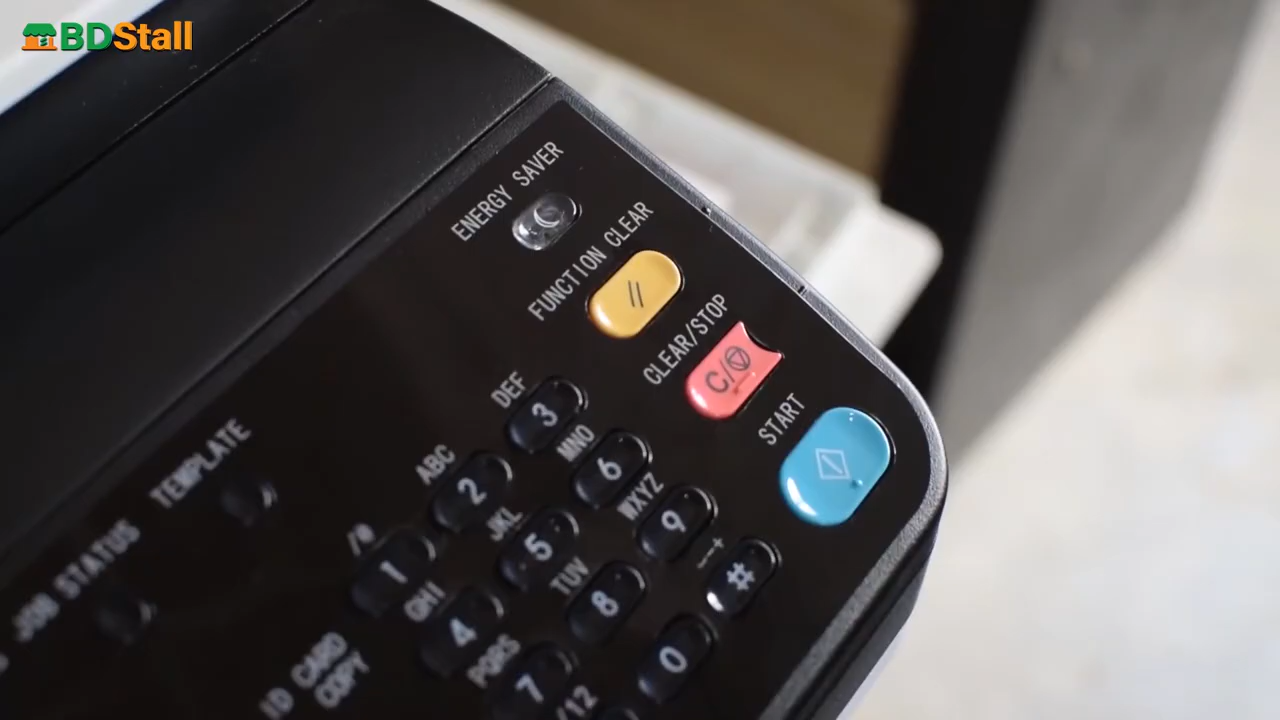 BDStall
ENERGY SAVER
FUNCTION CLEAR
CLEAR/STOP
C/
START
DEF
3
MNO
6
WXYZ
9
#
ABC
2
JKL
5
TUV
8
0
/@
1
GHI
4
PQRS
7
/12
TEMPLATE
JOB STATUS
ID CARD
COPY